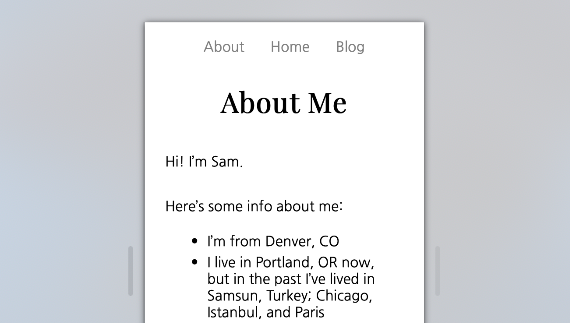 About Home Blog
About Me
Hi! I'm Sam.
Here's some info about me:
• I'm from Denver, CO
• I live in Portland, OR now,
but in the past I've lived in
Samsun, Turkey; Chicago,
Istanbul, and Paris